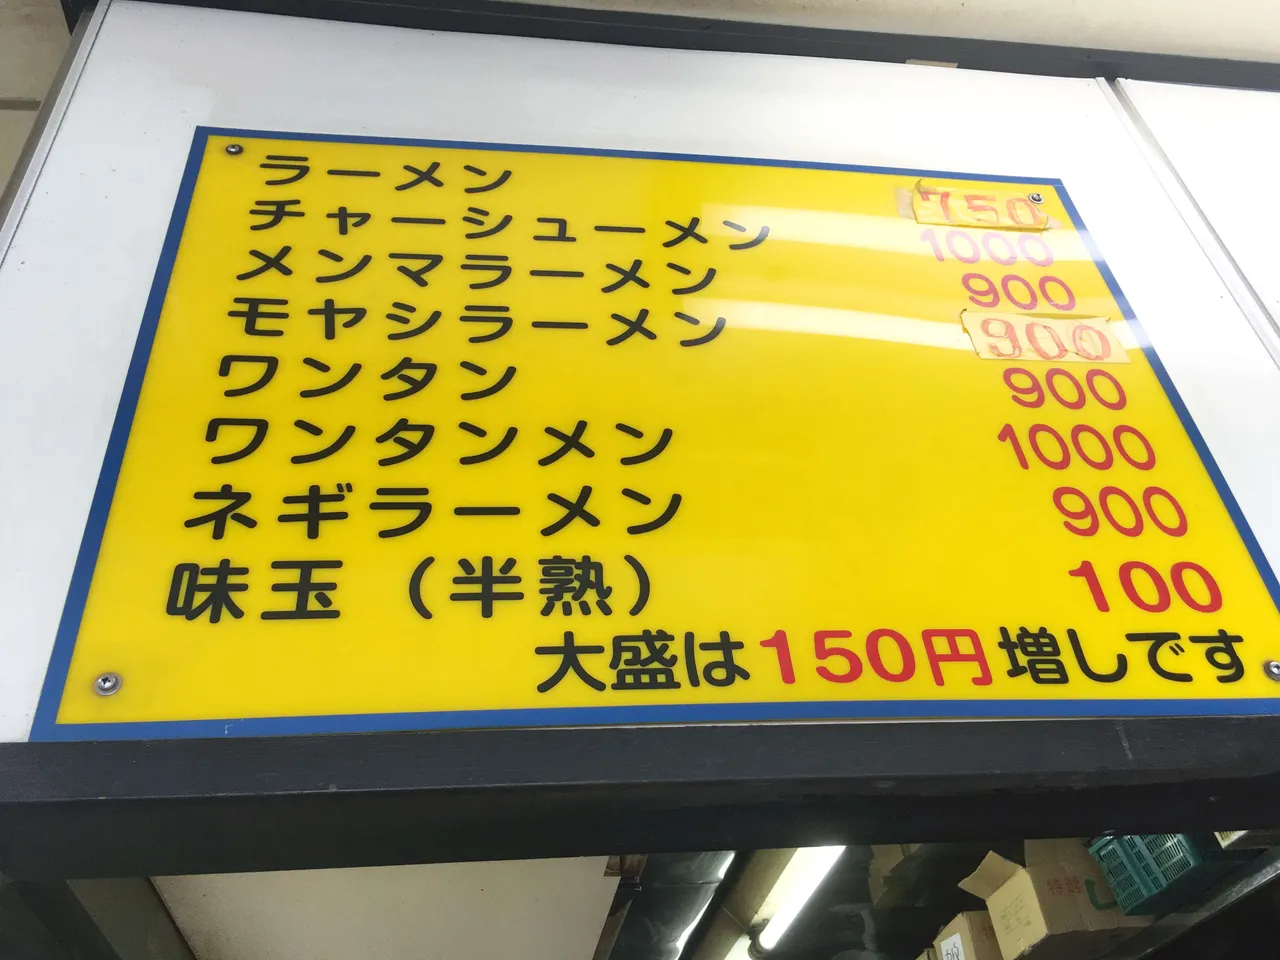 ラーメン 750
チャーシューメン 1000
メンマラーメン 900
モヤシラーメン 900
ワンタン 900
ワンタンメン 1000
ネギラーメン 900
味玉（半熟） 100
大盛は150円増しです
特選